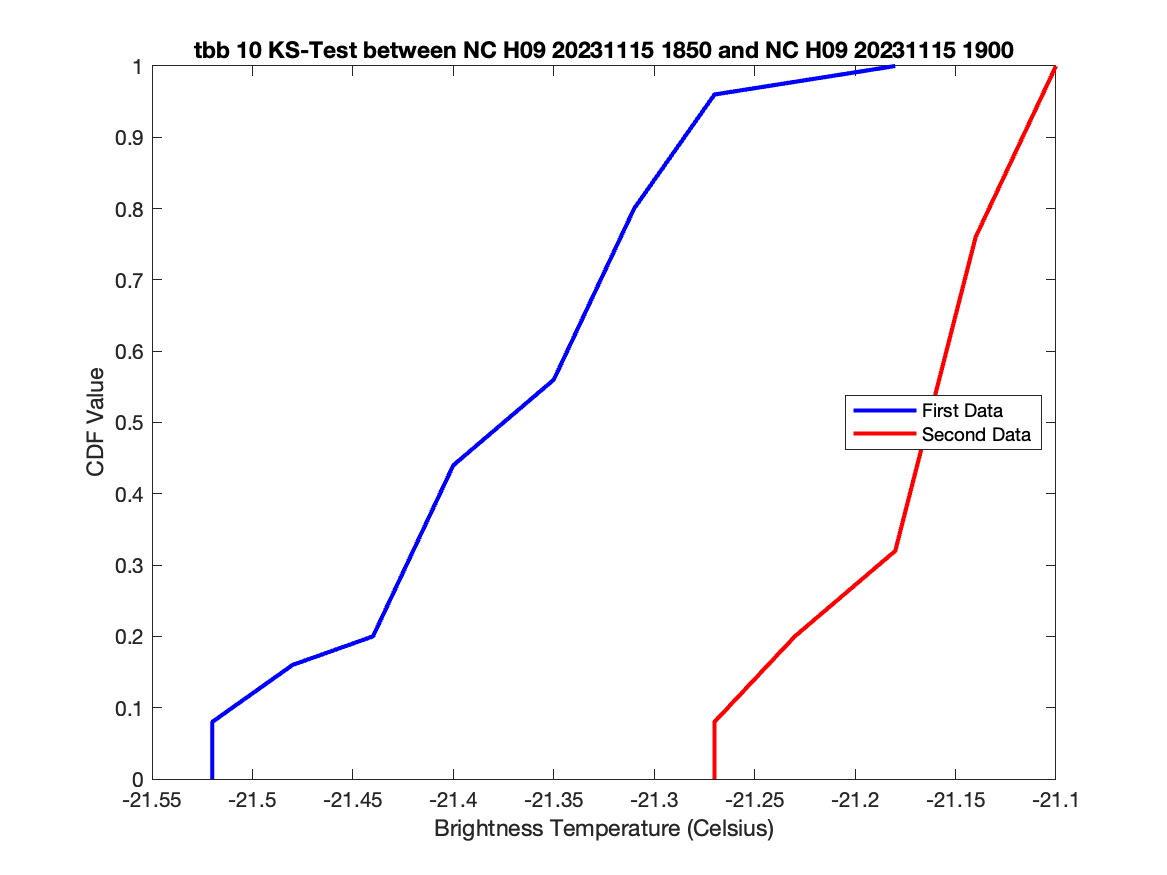 tbb 10 KS-Test between NC H09 20231115 1850 and NC H09 20231115 1900
1
0.9
0.8
0.7
0.6
0.5
0.4
0.3
0.2
0.1
0
CDF Value
First Data
Second Data
-21.55 -21.5 -21.45 -21.4 -21.35 -21.3 -21.25 -21.2 -21.15 -21.1
Brightness Temperature (Celsius)